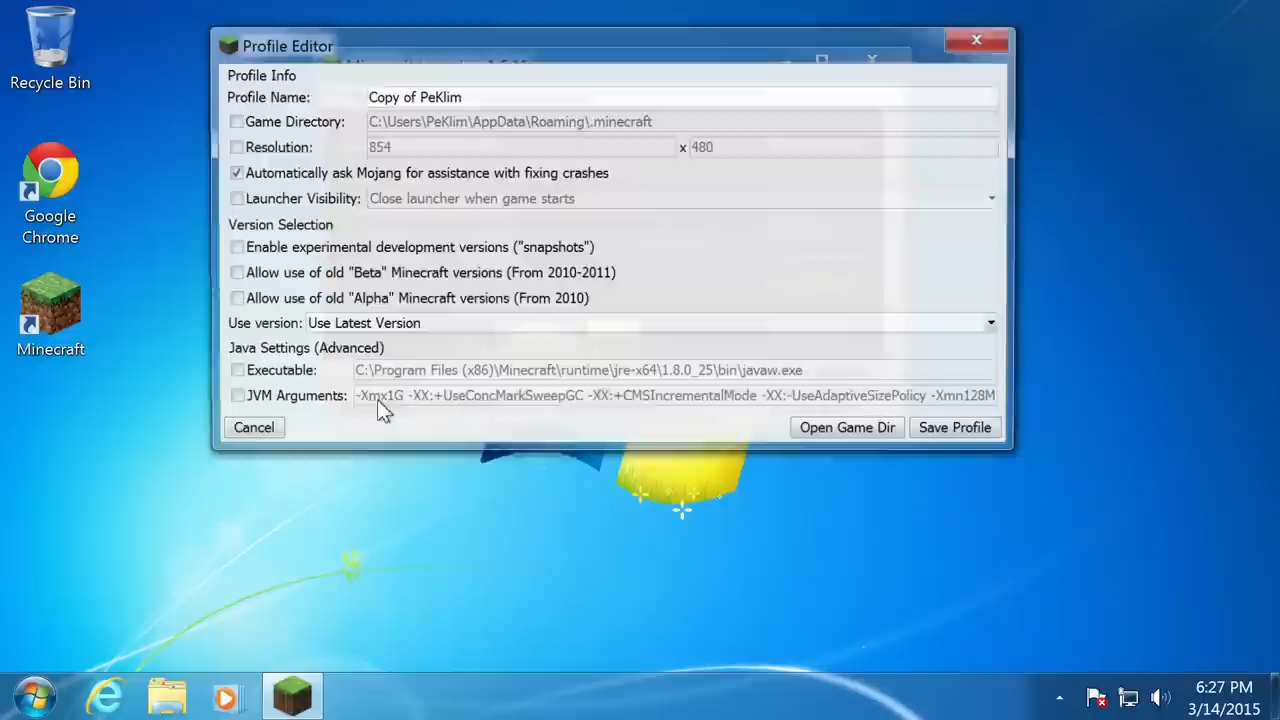 Recycle Bin
Google
Chrome
Minecraft
Profile Editor
Profile Info
Profile Name: Copy of PeKlim
Game Directory: C:\Users\PeKlim\AppData\Roaming\.minecraft
Resolution: 854 x 480
Automatically ask Mojang for assistance with fixing crashes
Launcher Visibility: Close launcher when game starts
Version Selection
Enable experimental development versions ("snapshots")
Allow use of old "Beta" Minecraft versions (From 2010-2011)
Allow use of old "Alpha" Minecraft versions (From 2010)
Use version: Use Latest Version
Java Settings (Advanced)
Executable: C:\Program Files (x86)\Minecraft\runtime\jre-x64\1.8.0_25\bin\javaw.exe
JVM Arguments: -Xmx1G -XX:+UseConcMarkSweepGC -XX:+CMSIncrementalMode -XX:-UseAdaptiveSizePolicy -Xmn128M
Cancel Open Game Dir Save Profile
6:27 PM
3/14/2015